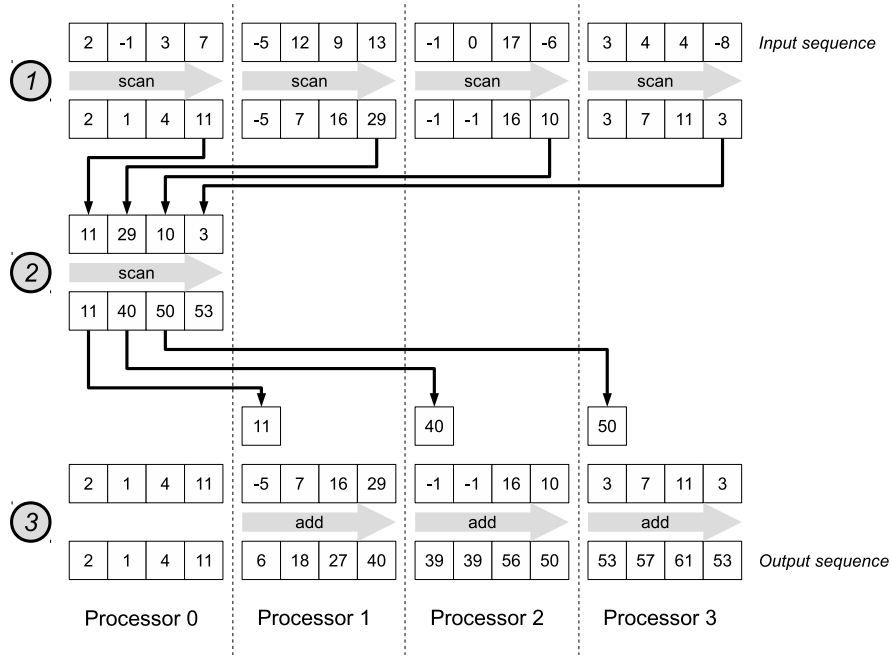 2 -1 3 7 -5 12 9 13 -1 0 17 -6 3 4 4 -8 Input sequence
1 scan scan scan scan
2 1 4 11 -5 7 16 29 -1 -1 16 10 3 7 11 3
11 29 10 3
2 scan
11 40 50 53
11 40 50
2 1 4 11 -5 7 16 29 -1 -1 16 10 3 7 11 3
3 add add add
2 1 4 11 6 18 27 40 39 39 56 50 53 57 61 53 Output sequence
Processor 0 Processor 1 Processor 2 Processor 3